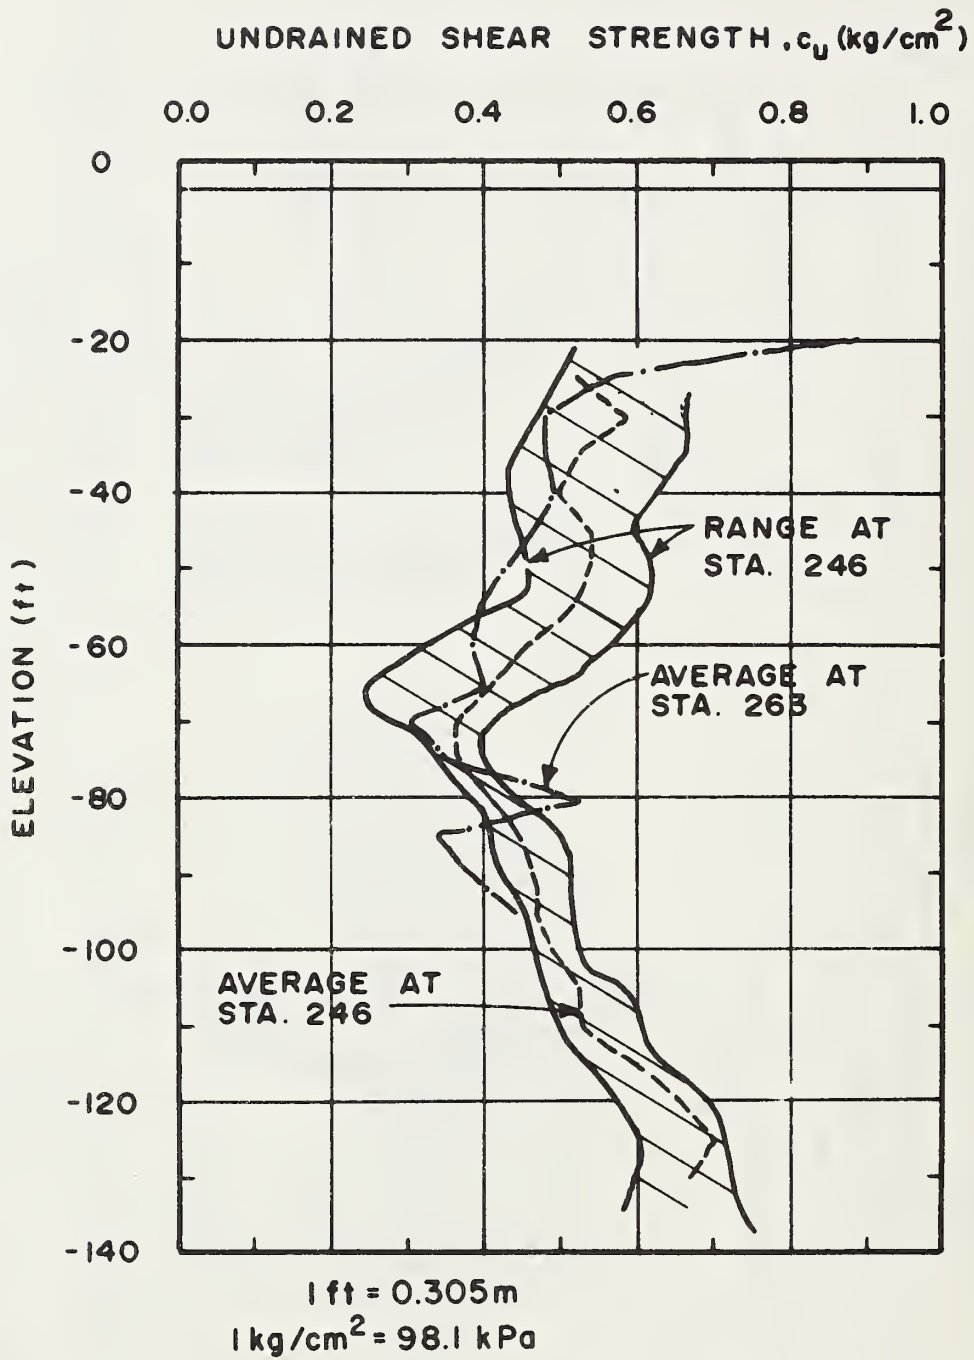 UNDRAINED SHEAR STRENGTH, cu (kg/cm2)
0.0 0.2 0.4 0.6 0.8 1.0
0
-20
-40
RANGE AT
STA. 246
ELEVATION (ft)
-60
AVERAGE AT
STA. 263
-80
-100
AVERAGE AT
STA. 246
-120
-140
1 ft = 0.305m
1 kg/cm2 = 98.1 kPa